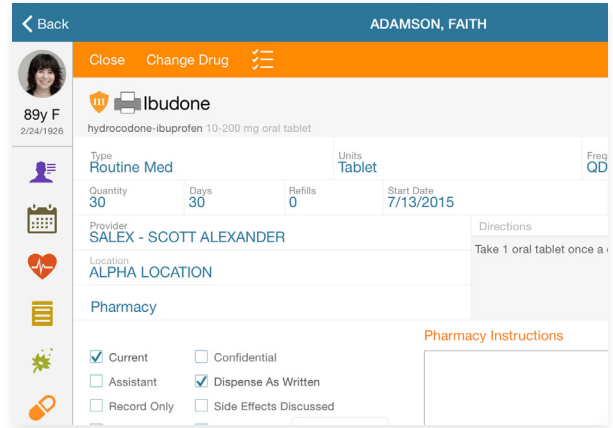 Back
ADAMSON, FAITH
Close
Change Drug
III
Ibudone
89y F
2/24/1926
hydrocodone-ibuprofen 10-200 mg oral tablet
Type
Routine Med
Units
Tablet
Freq
QD
Quantity
30
Days
30
Refills
0
Start Date
7/13/2015
Provider
SALEX - SCOTT ALEXANDER
Directions
Take 1 oral tablet once a
Location
ALPHA LOCATION
Pharmacy
Pharmacy Instructions
Current
Confidential
Assistant
Dispense As Written
Record Only
Side Effects Discussed